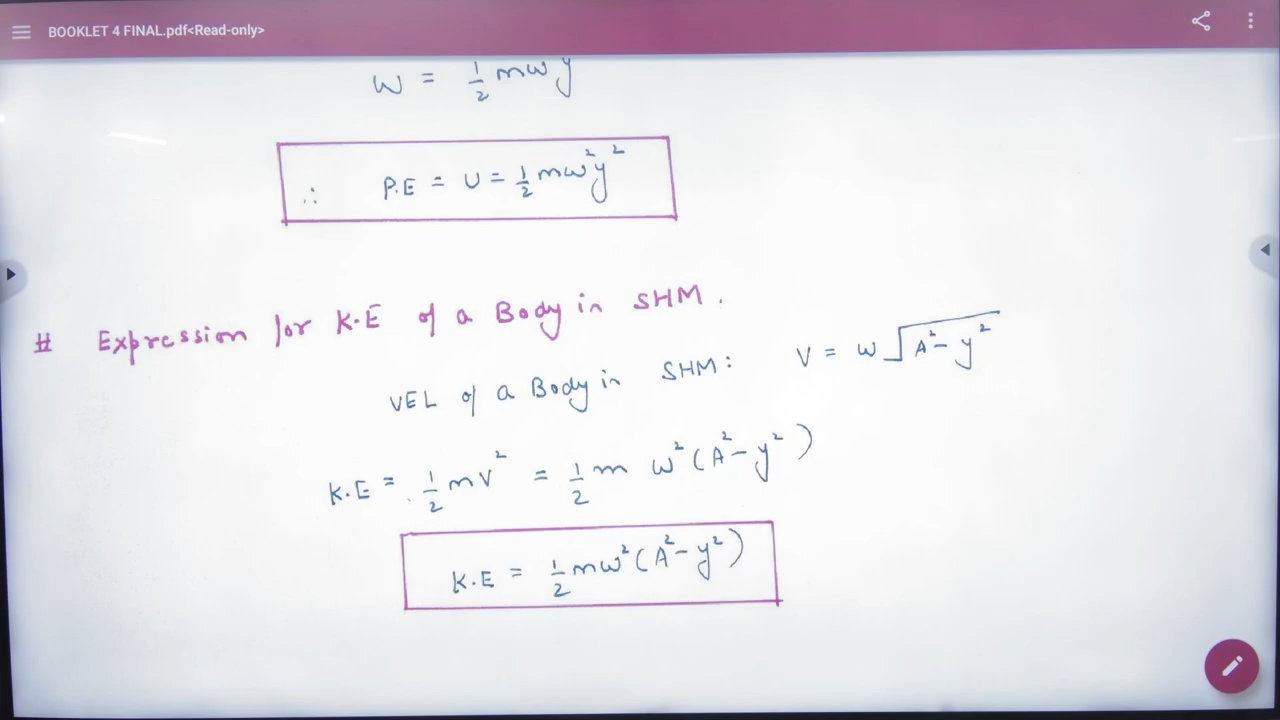 BOOKLET 4 FINAL.pdf<Read-only>
W = 1/2 mω y
∴ P.E = U = 1/2 mω²y²
# Expression for K.E of a Body in SHM.
VEL of a Body in SHM: V = ω√(A² - y²)
K.E = 1/2 mV² = 1/2 m ω²(A² - y²)
K.E = 1/2 mω²(A² - y²)